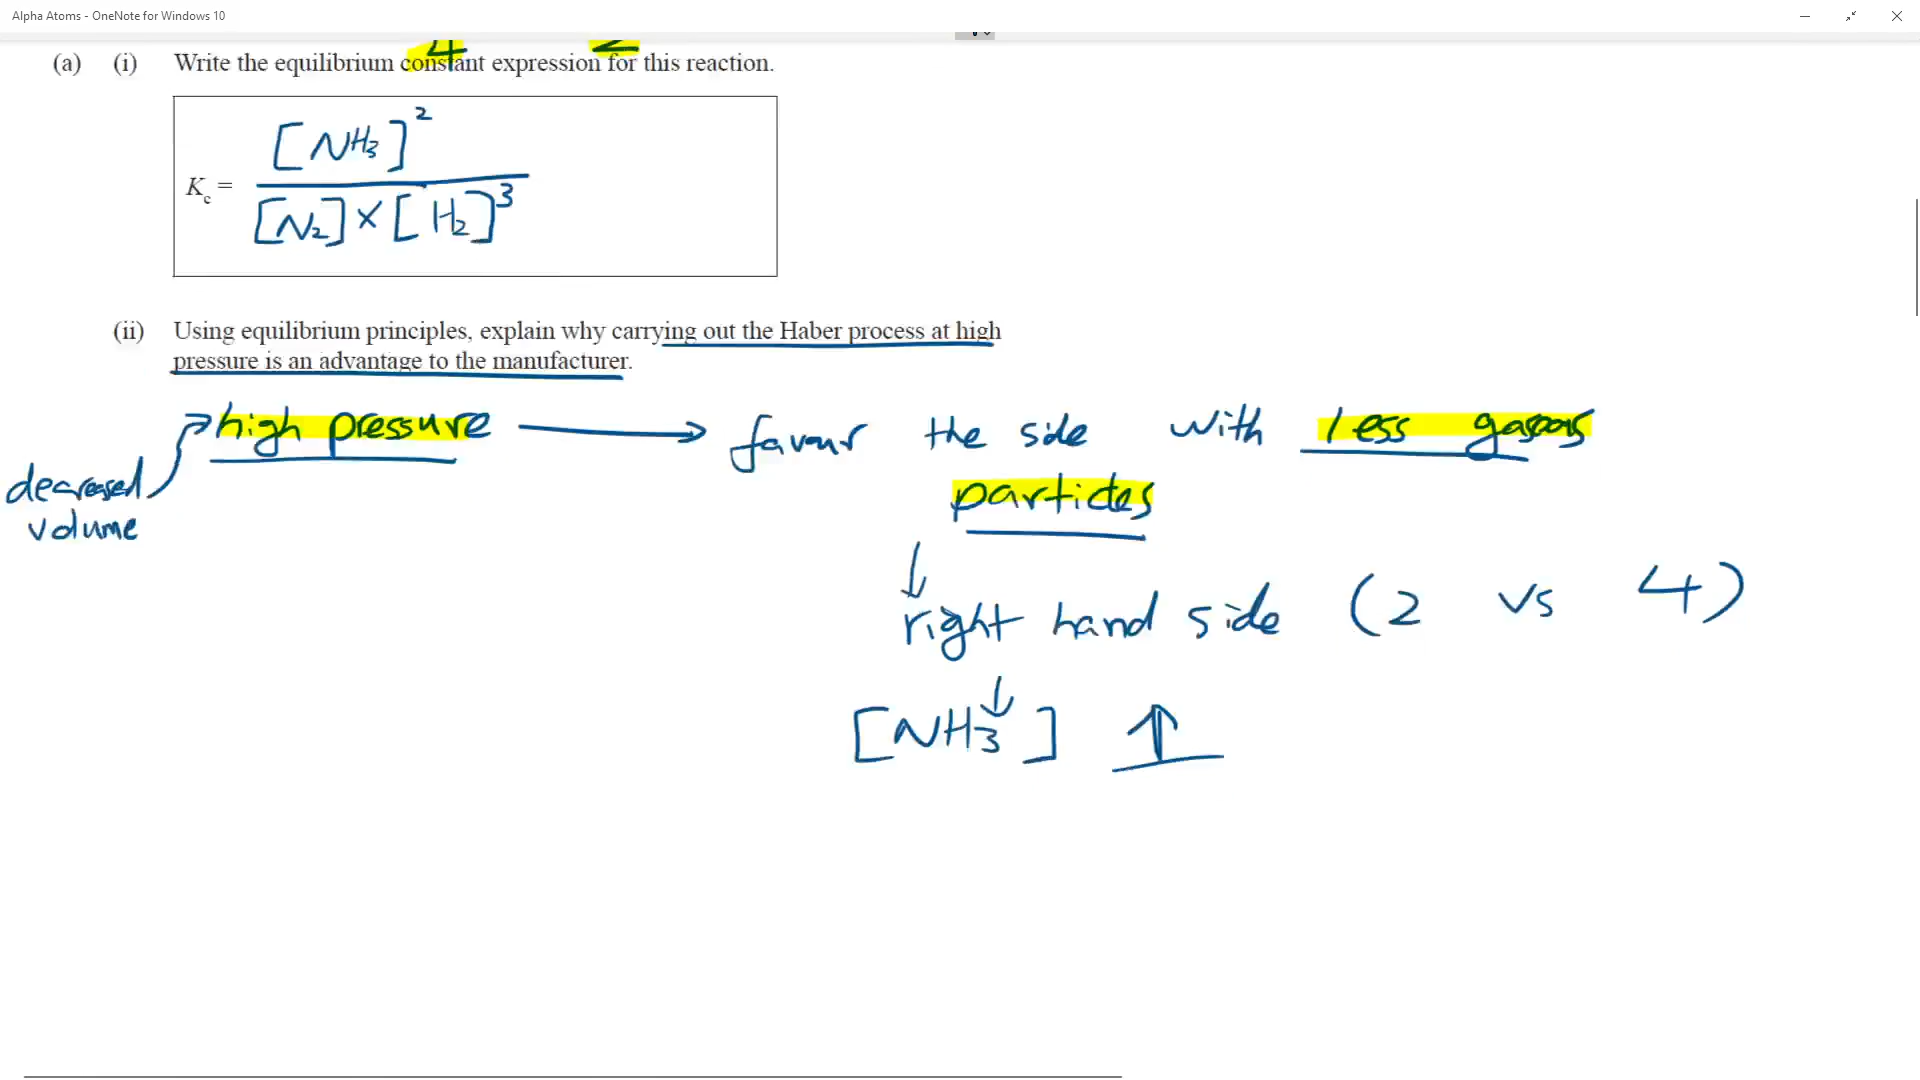 Alpha Atoms - OneNote for Windows 10
4 2
(a) (i) Write the equilibrium constant expression for this reaction.
[NH₃]²
K_c =
[N₂] × [H₂]³
(ii) Using equilibrium principles, explain why carrying out the Haber process at high
pressure is an advantage to the manufacturer.
high pressure → favour the side with less gaseous
decreased
volume
particles
↓
right hand side (2 vs 4)
↓
[NH₃] ↑